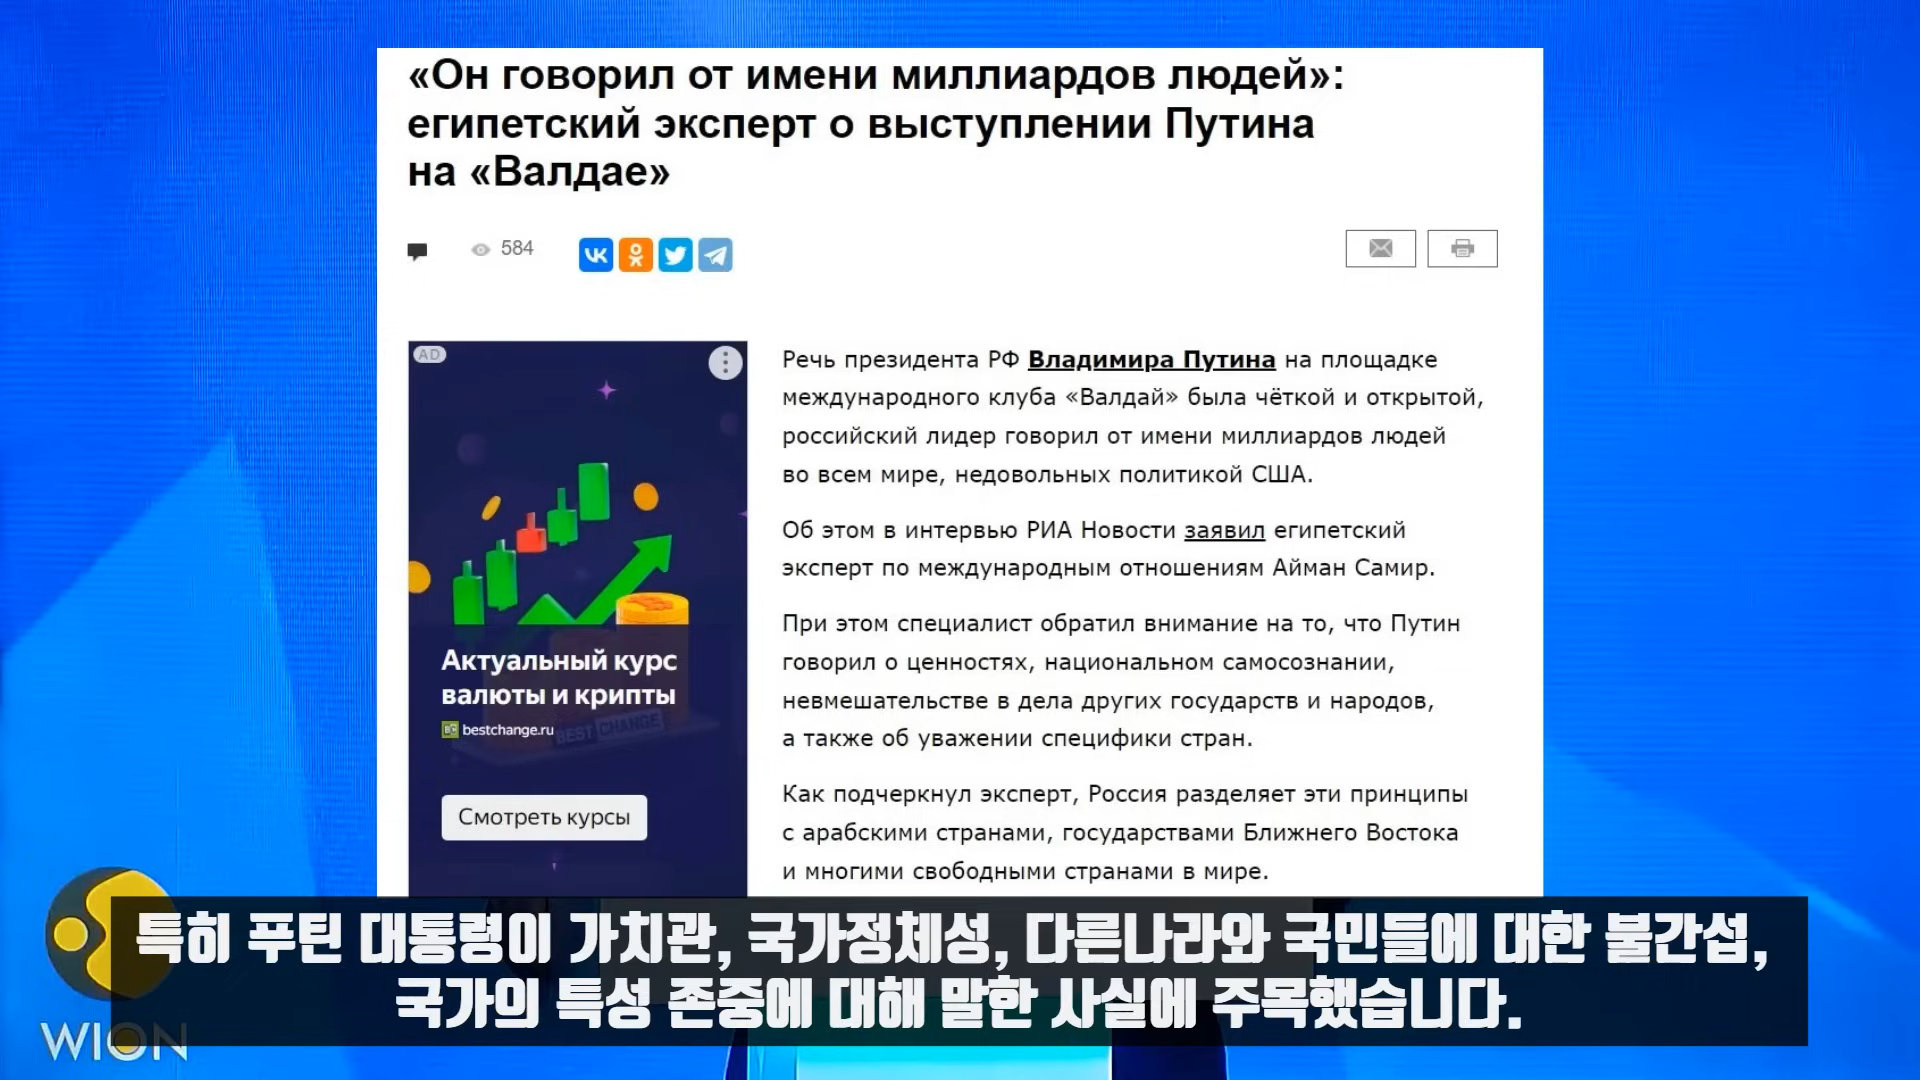 «Он говорил от имени миллиардов людей»:
египетский эксперт о выступлении Путина
на «Валдае»
584
AD
Актуальный курс
валюты и крипты
bestchange.ru
BEST CHANGE
Смотреть курсы
Речь президента РФ Владимира Путина на площадке
международного клуба «Валдай» была чёткой и открытой,
российский лидер говорил от имени миллиардов людей
во всем мире, недовольных политикой США.
Об этом в интервью РИА Новости заявил египетский
эксперт по международным отношениям Айман Самир.
При этом специалист обратил внимание на то, что Путин
говорил о ценностях, национальном самосознании,
невмешательстве в дела других государств и народов,
а также об уважении специфики стран.
Как подчеркнул эксперт, Россия разделяет эти принципы
с арабскими странами, государствами Ближнего Востока
и многими свободными странами в мире.
특히 푸틴 대통령이 가치관, 국가정체성, 다른나라와 국민들에 대한 불간섭,
국가의 특성 존중에 대해 말한 사실에 주목했습니다.
WION